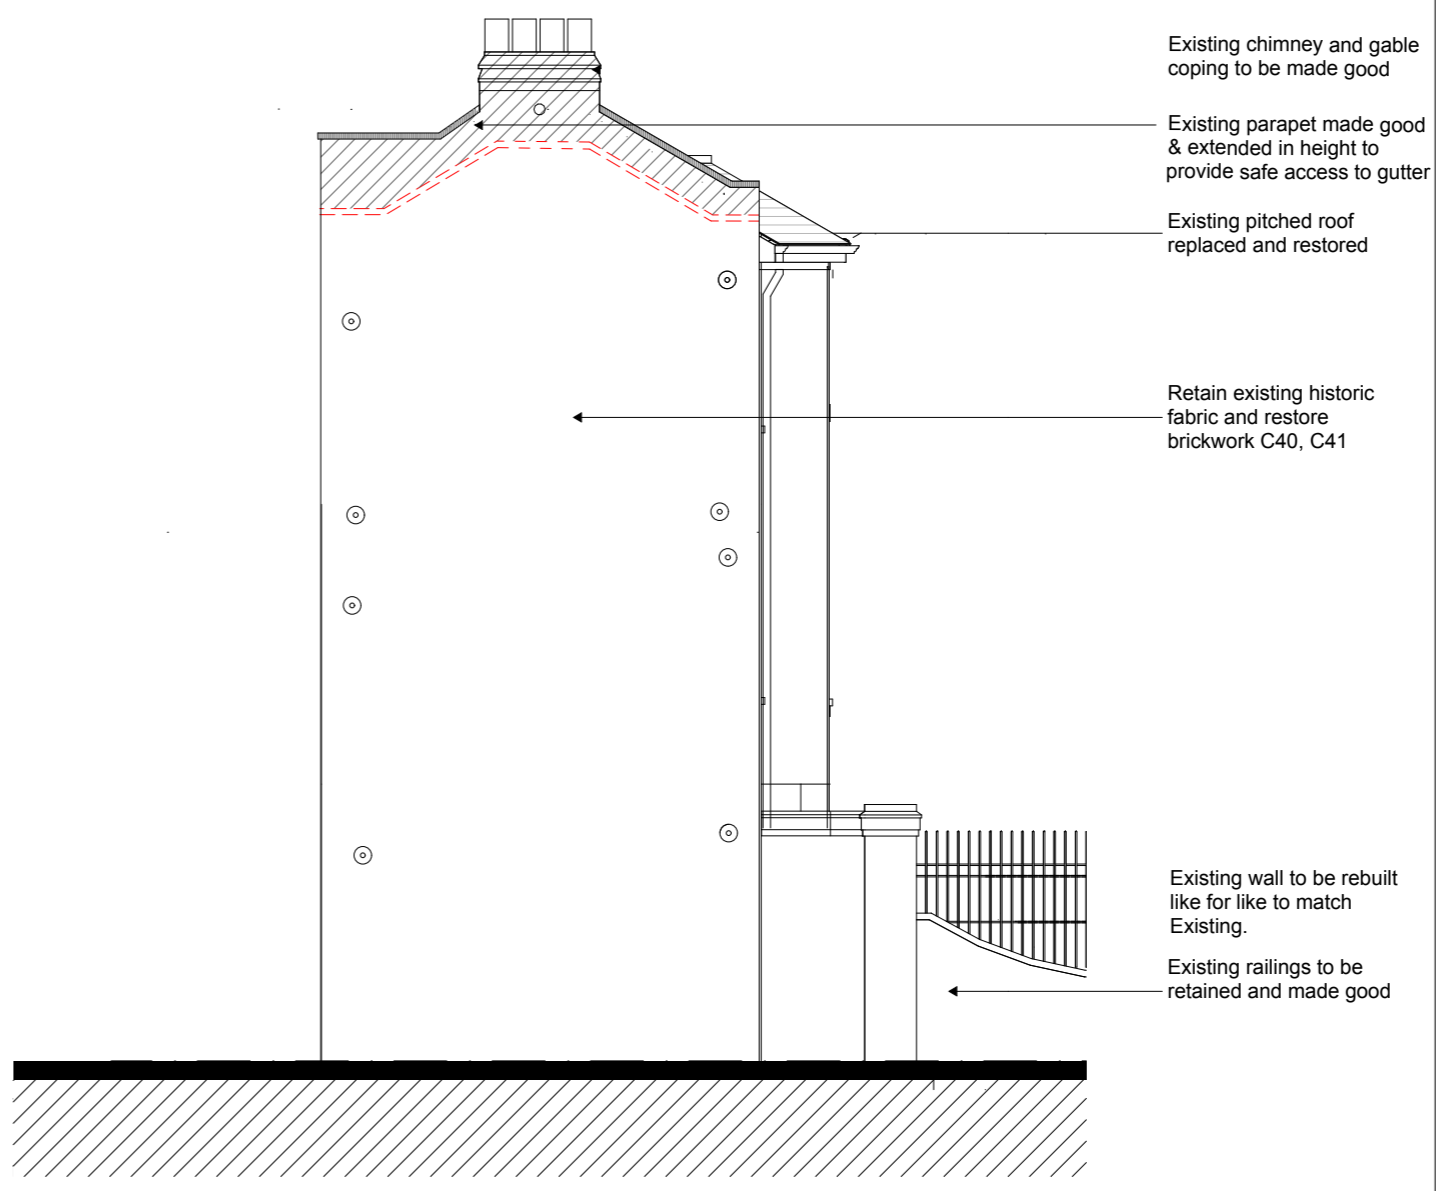 Existing chimney and gable
coping to be made good
Existing parapet made good
& extended in height to
provide safe access to gutter
Existing pitched roof
replaced and restored
Retain existing historic
fabric and restore
brickwork C40, C41
Existing wall to be rebuilt
like for like to match
Existing.
Existing railings to be
retained and made good